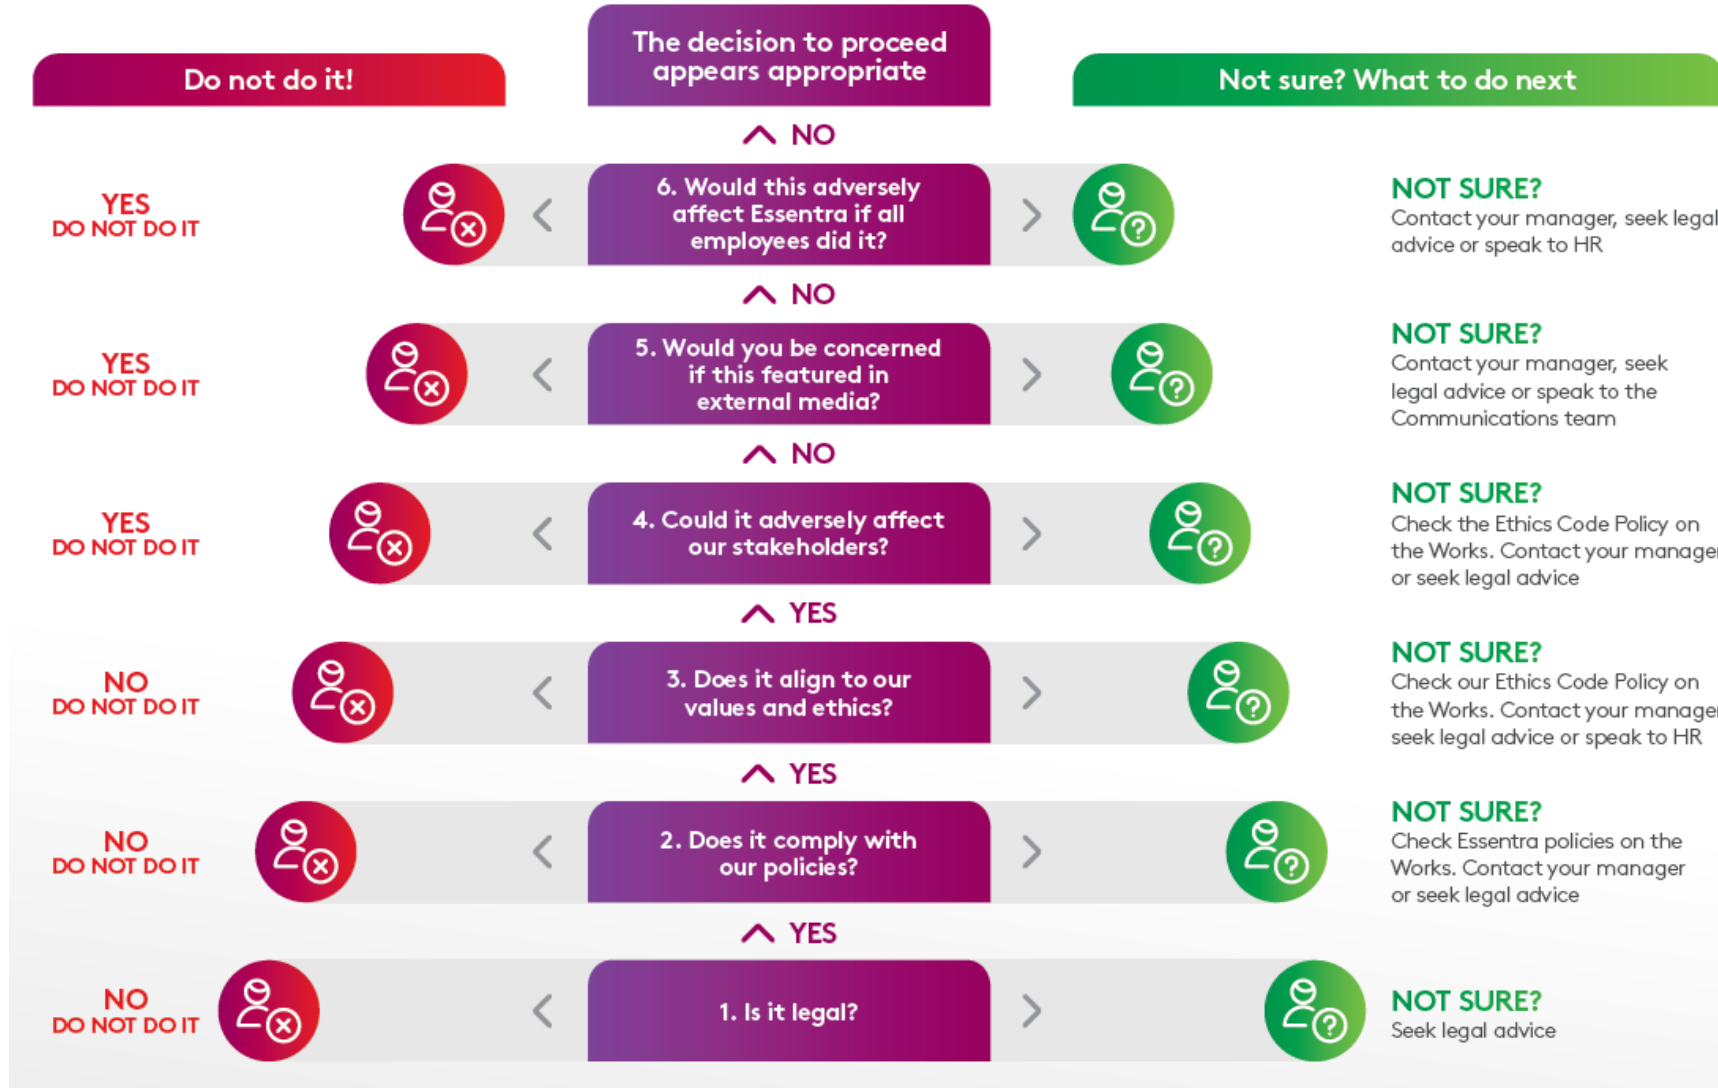 Do not do it!
The decision to proceed
appears appropriate
Not sure? What to do next
NO
YES
DO NOT DO IT
6. Would this adversely
affect Essentra if all
employees did it?
NOT SURE?
Contact your manager, seek legal
advice or speak to HR
NO
YES
DO NOT DO IT
5. Would you be concerned
if this featured in
external media?
NOT SURE?
Contact your manager, seek
legal advice or speak to the
Communications team
NO
YES
DO NOT DO IT
4. Could it adversely affect
our stakeholders?
NOT SURE?
Check the Ethics Code Policy on
the Works. Contact your manager
or seek legal advice
YES
NO
DO NOT DO IT
3. Does it align to our
values and ethics?
NOT SURE?
Check our Ethics Code Policy on
the Works. Contact your manager
seek legal advice or speak to HR
YES
NO
DO NOT DO IT
2. Does it comply with
our policies?
NOT SURE?
Check Essentra policies on the
Works. Contact your manager
or seek legal advice
YES
NO
DO NOT DO IT
1. Is it legal?
NOT SURE?
Seek legal advice